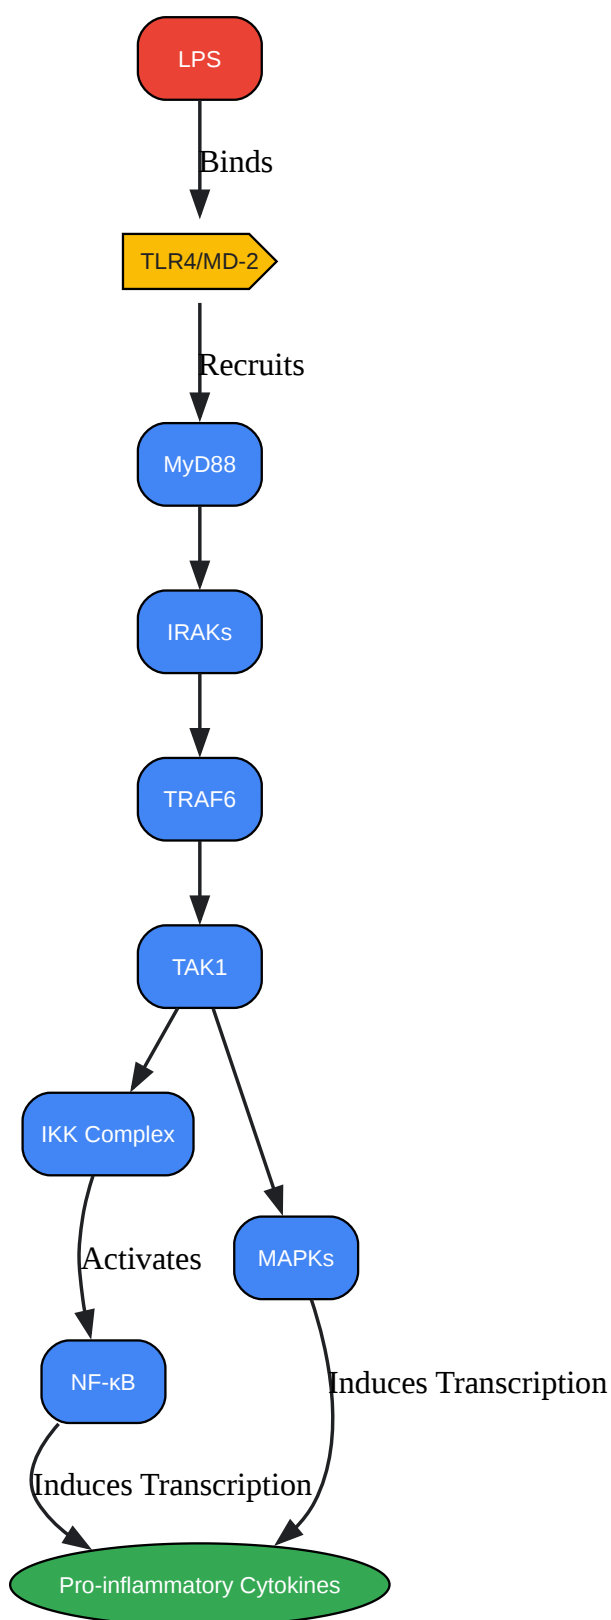 LPS
Binds
TLR4/MD-2
Recruits
MyD88
IRAKs
TRAF6
TAK1
IKK Complex
Activates
MAPKs
NF-κB
Induces Transcription
Induces Transcription
Pro-inflammatory Cytokines